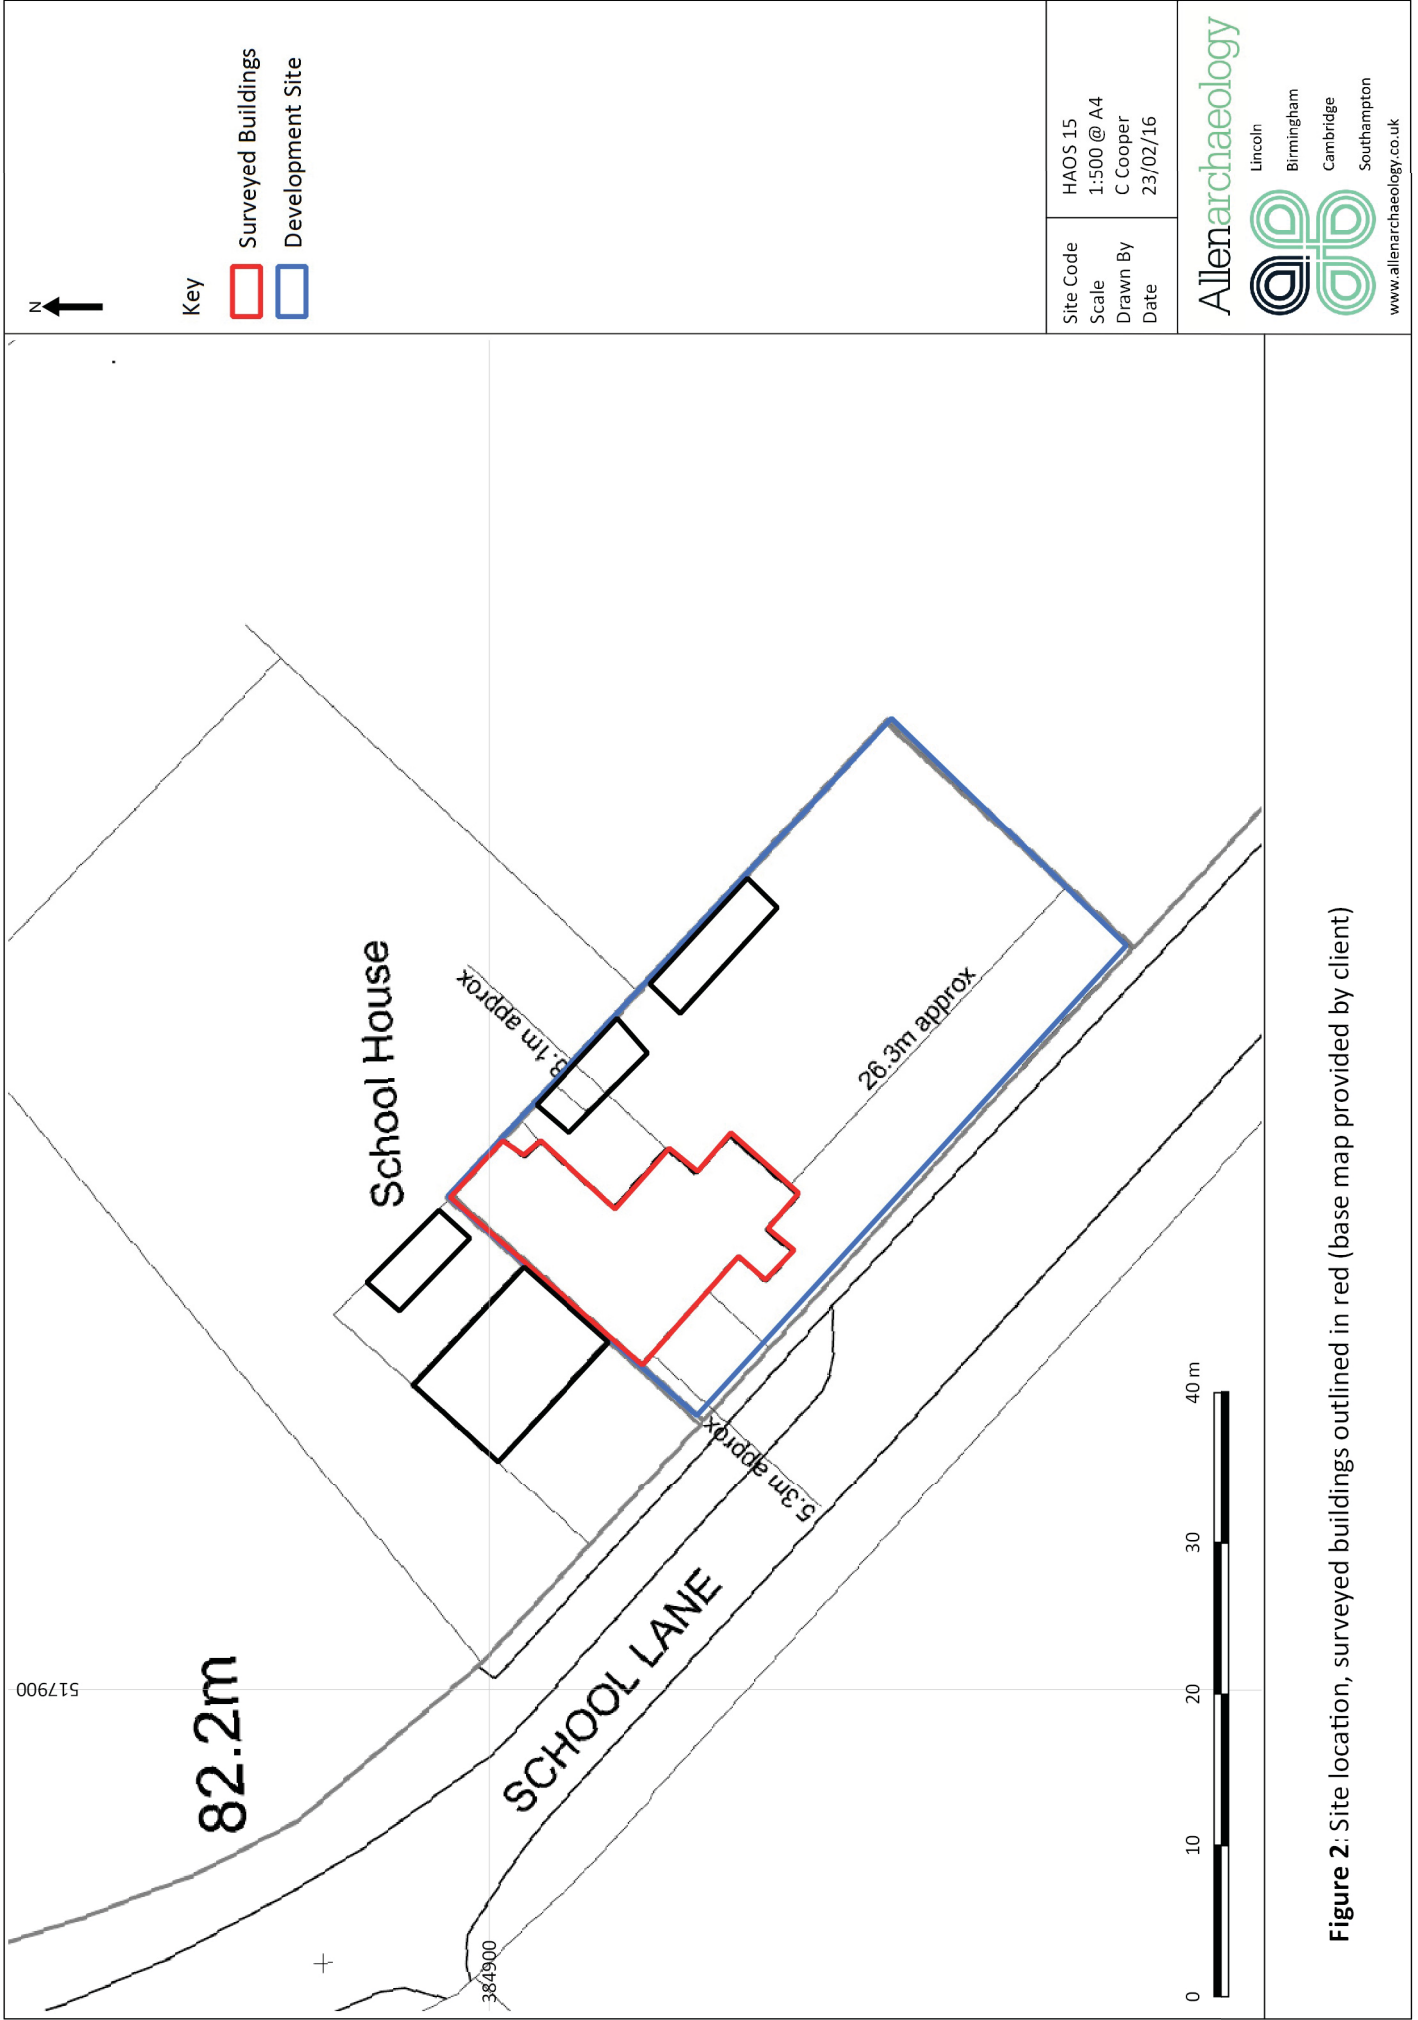 N
Key
Surveyed Buildings
Development Site
517900
82.2m
School House
3.1m approx
26.3m approx
5.3m approx
SCHOOL LANE
384900
0 10 20 30 40 m
Site Code HAOS 15
Scale 1:500 @ A4
Drawn By C Cooper
Date 23/02/16
Allenarchaeology
Lincoln
Birmingham
Cambridge
Southampton
www.allenarchaeology.co.uk
Figure 2: Site location, surveyed buildings outlined in red (base map provided by client)